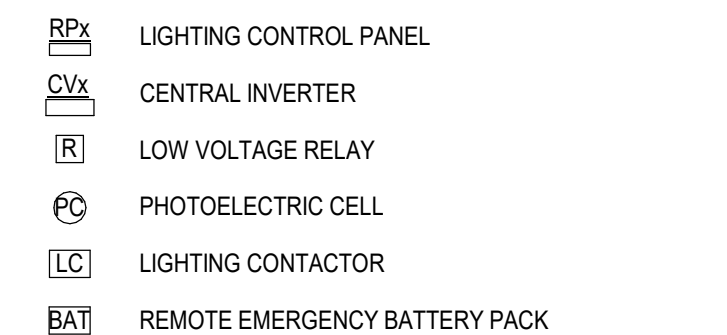 RPx LIGHTING CONTROL PANEL
CVx CENTRAL INVERTER
R LOW VOLTAGE RELAY
PC PHOTOELECTRIC CELL
LC LIGHTING CONTACTOR
BAT REMOTE EMERGENCY BATTERY PACK